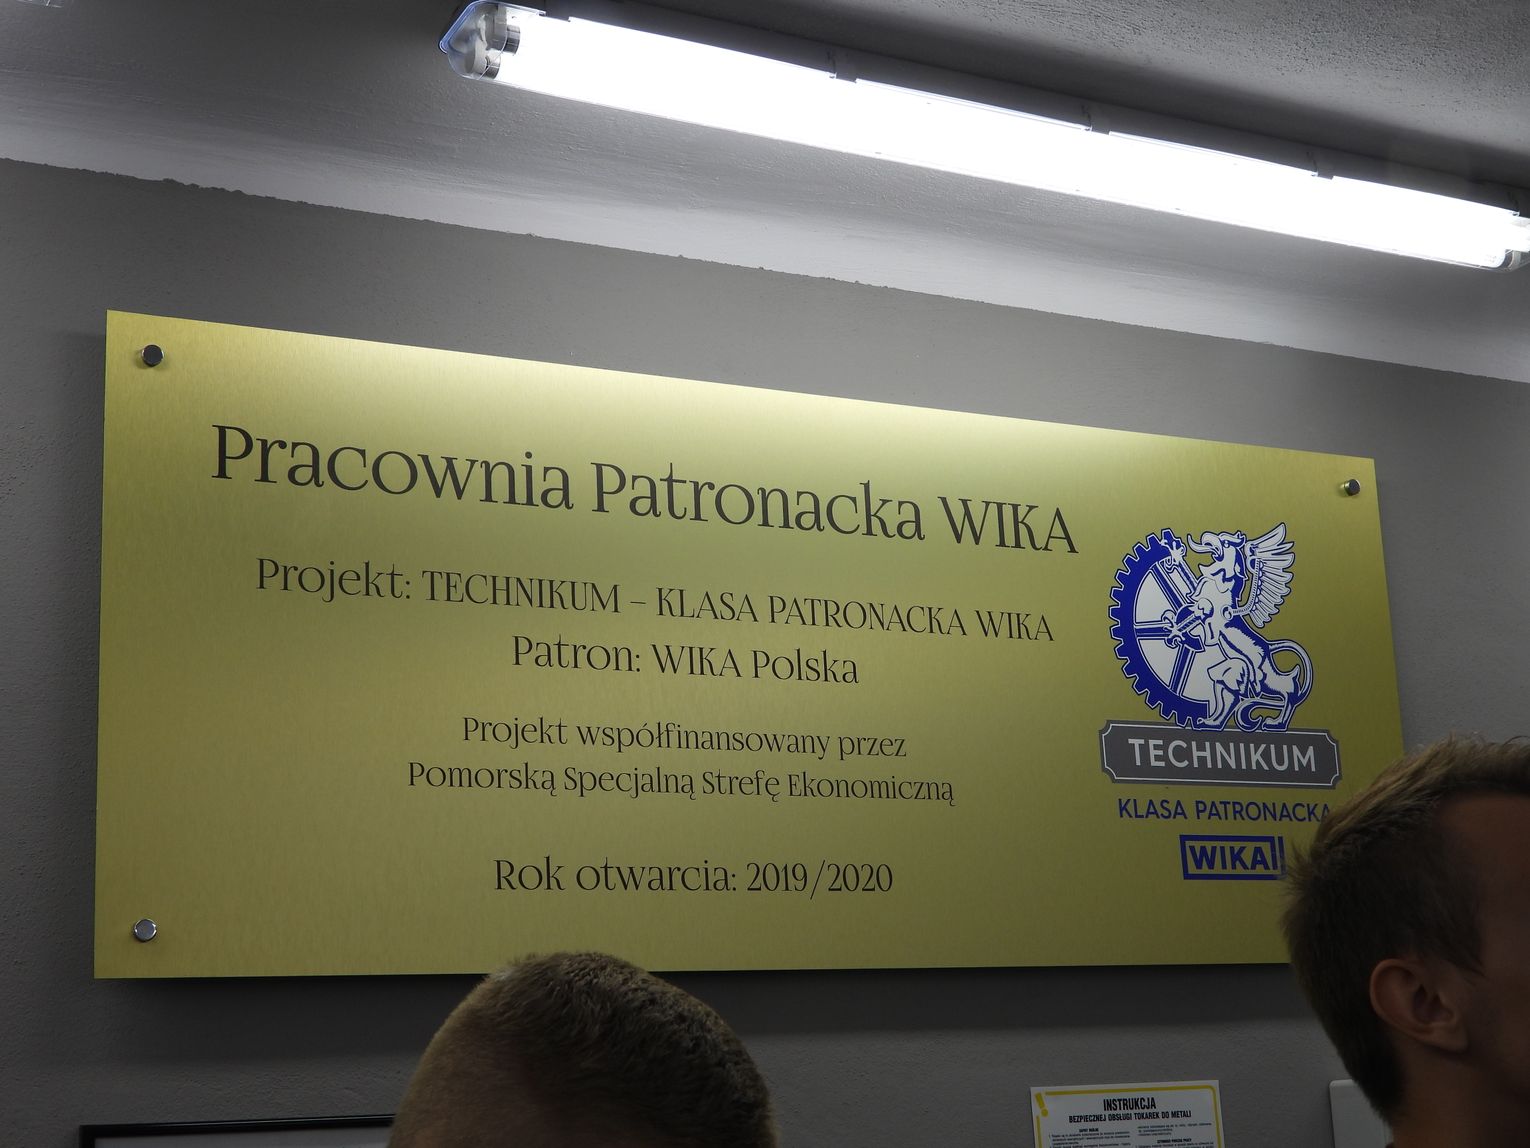 Pracownia Patronacka WIKA
Projekt: TECHNIKUM – KLASA PATRONACKA WIKA
Patron: WIKA Polska
Projekt współfinansowany przez
Pomorską Specjalną Strefę Ekonomiczną
Rok otwarcia: 2019/2020
TECHNIKUM
KLASA PATRONACKA
WIKA
INSTRUKCJA
BEZPIECZNEJ OBSŁUGI TOKAREK DO METALI